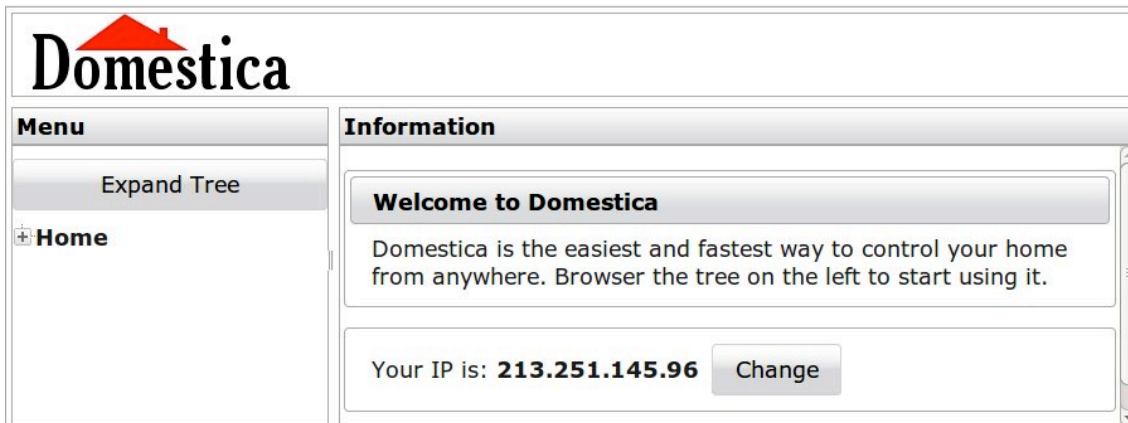 Domestica
Menu
Expand Tree
Home
Information
Welcome to Domestica
Domestica is the easiest and fastest way to control your home
from anywhere. Browser the tree on the left to start using it.
Your IP is: 213.251.145.96 Change